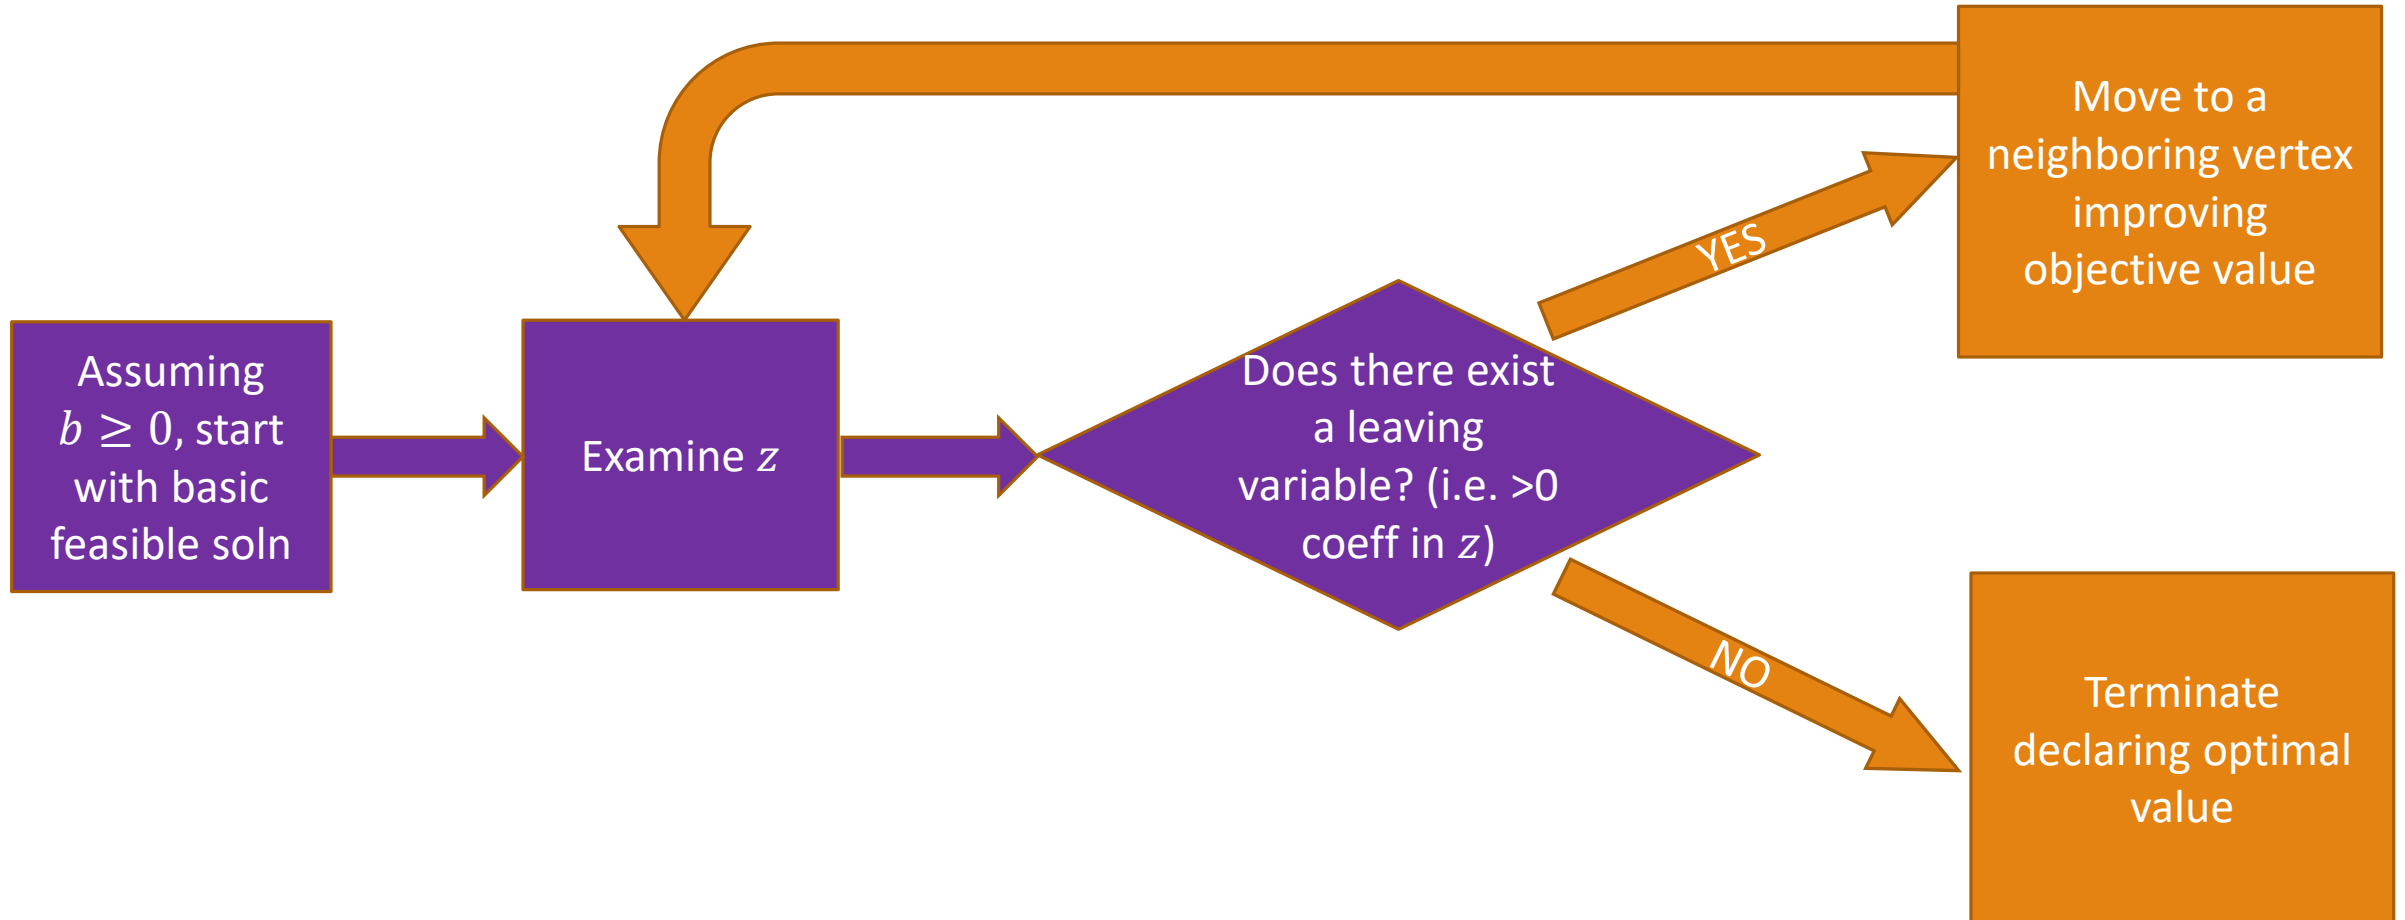 Assuming
b ≥ 0, start
with basic
feasible soln
Examine z
Does there exist
a leaving
variable? (i.e. >0
coeff in z)
YES
Move to a
neighboring vertex
improving
objective value
NO
Terminate
declaring optimal
value